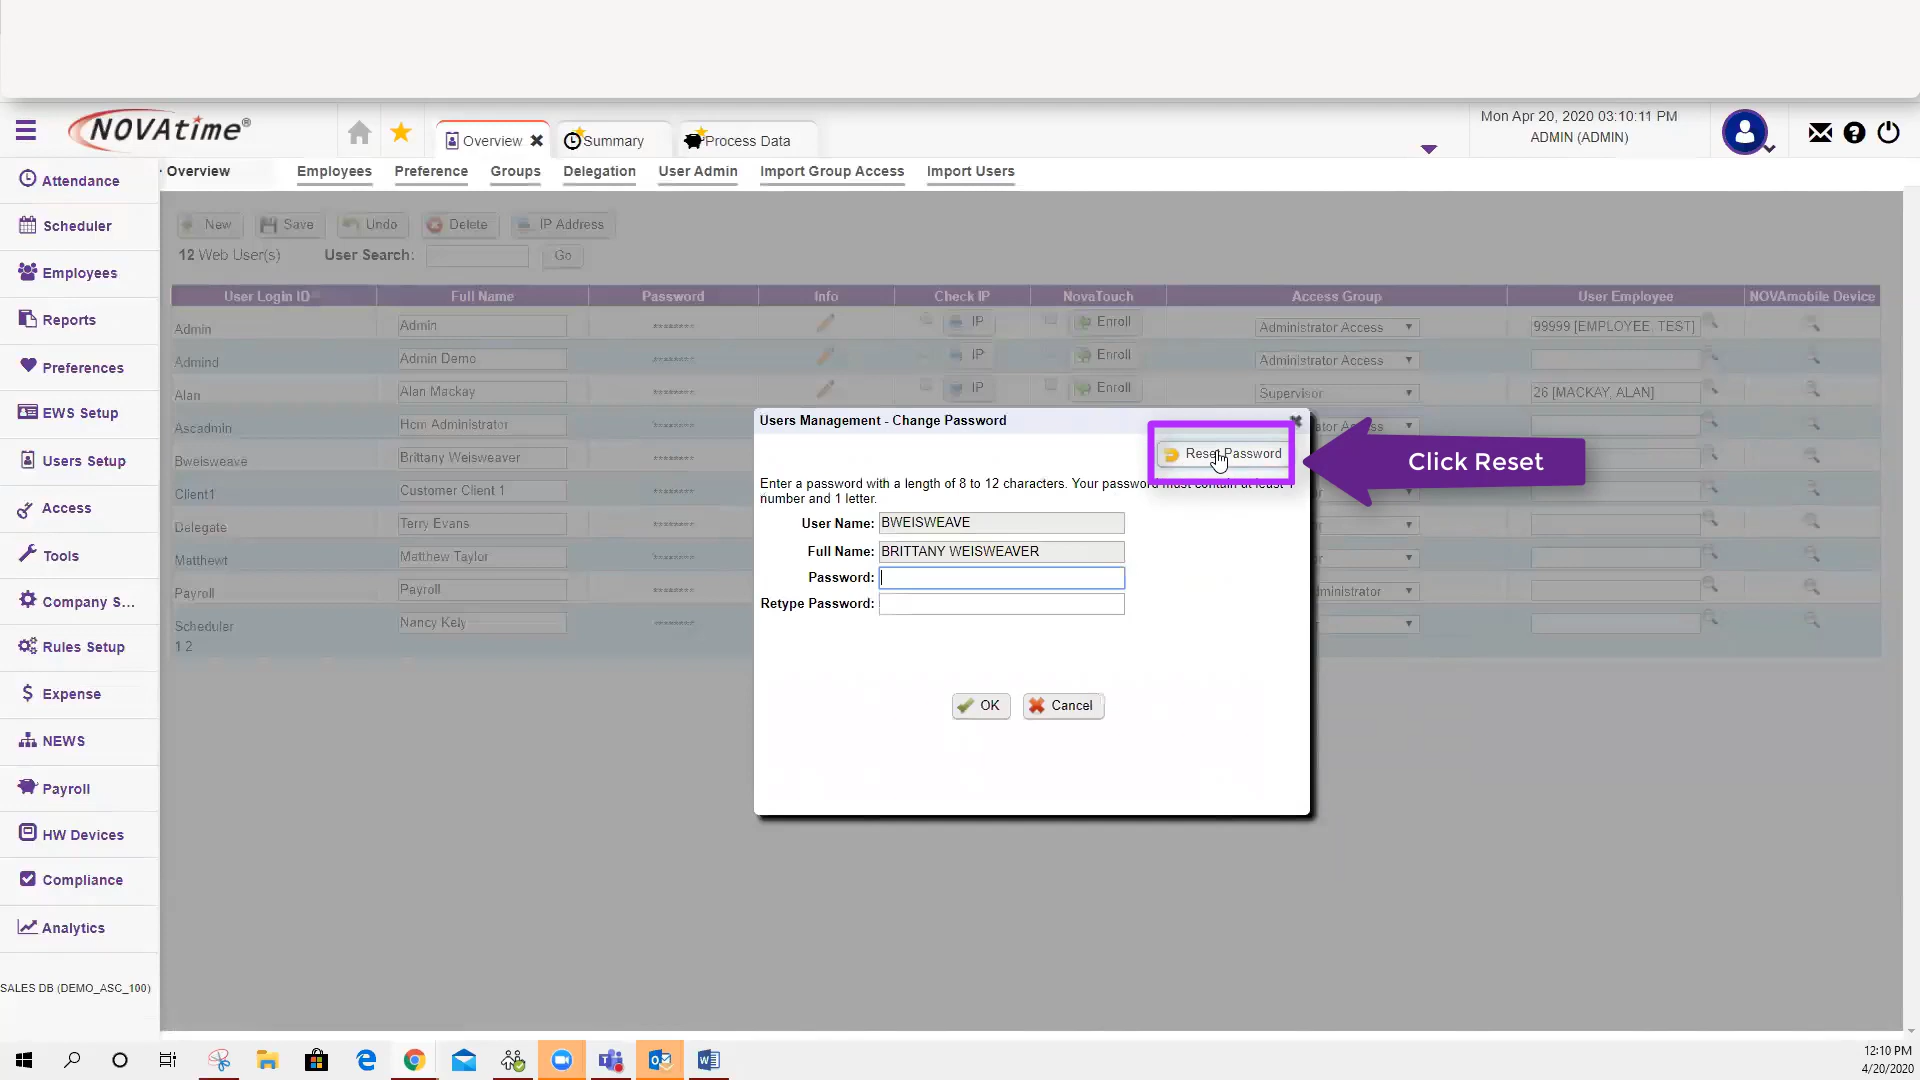 NOVAtime®
Overview
Summary
Process Data
Mon Apr 20, 2020 03:10:11 PM
ADMIN (ADMIN)
Overview Employees Preference Groups Delegation User Admin Import Group Access Import Users
Attendance
Scheduler
Employees
Reports
Preferences
EWS Setup
Users Setup
Access
Tools
Company S...
Rules Setup
Expense
NEWS
Payroll
HW Devices
Compliance
Analytics
SALES DB (DEMO_ASC_100)
New Save Undo Delete IP Address
12 Web User(s) User Search: Go
User Login ID Full Name Password Info Check IP NovaTouch Access Group User Employee NOVAmobile Device
Admin Admin ******** IP Enroll Administrator Access 99999 [EMPLOYEE, TEST]
Admind Admin Demo ******** IP Enroll Administrator Access
Alan Alan Mackay ******** IP Enroll Supervisor 26 [MACKAY, ALAN]
Ascadmin Hcm Administrator ********
Bweisweave Brittany Weisweaver ********
Client1 Customer Client 1 ********
Delegate Terry Evans ********
Matthewt Matthew Taylor ********
Payroll Payroll ********
Scheduler Nancy Kely ********
1 2
Users Management - Change Password
Reset Password
Click Reset
Enter a password with a length of 8 to 12 characters. Your password must contain at least 1
number and 1 letter.
User Name: BWEISWEAVE
Full Name: BRITTANY WEISWEAVER
Password:
Retype Password:
OK Cancel
12:10 PM
4/20/2020